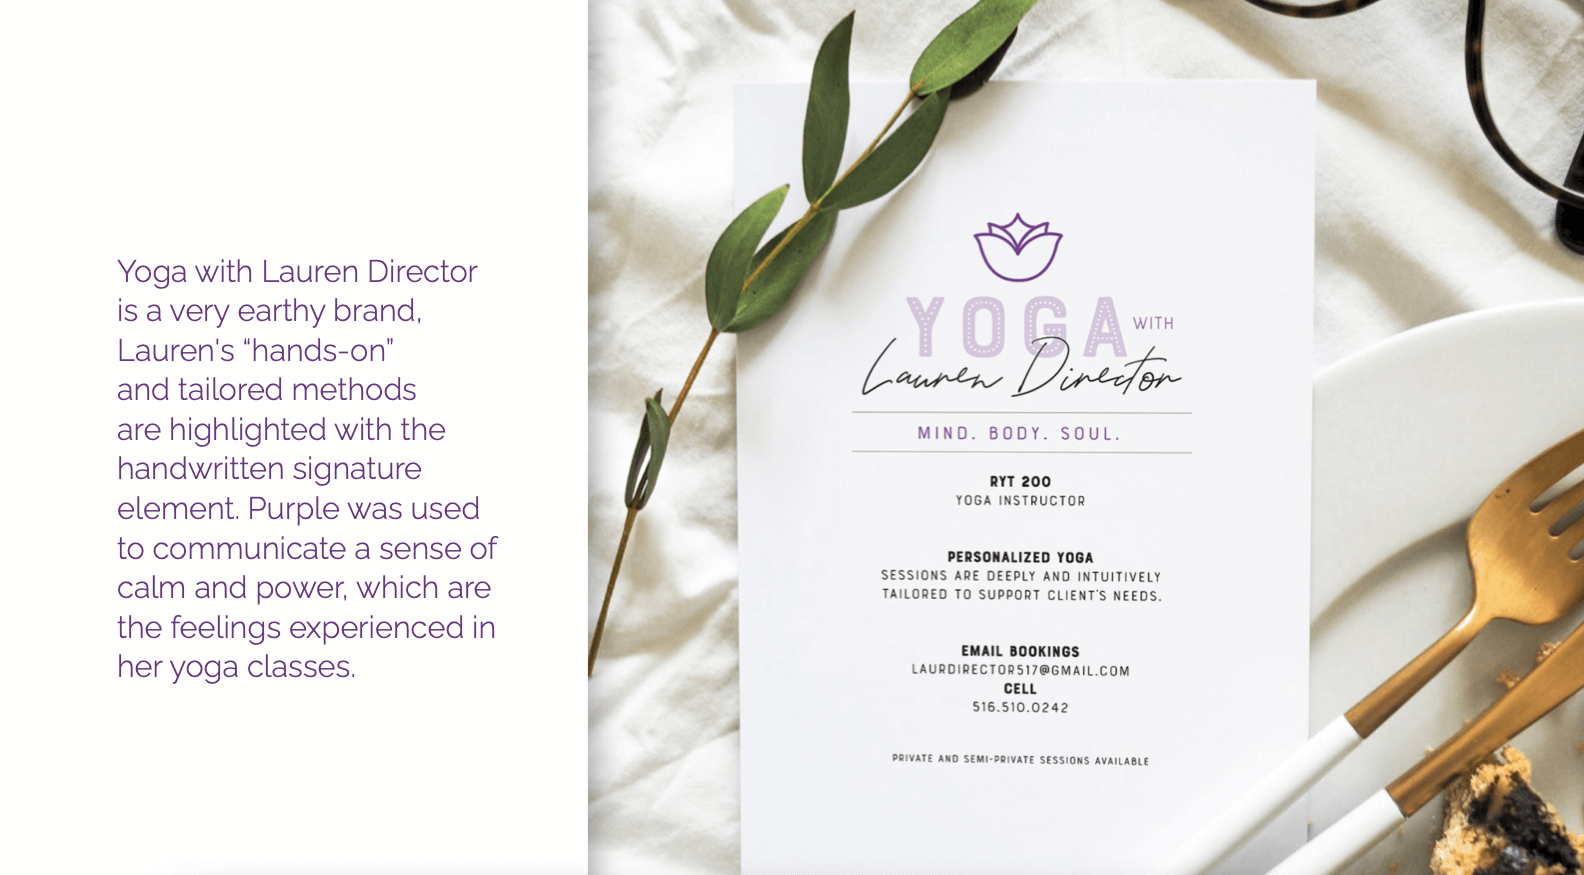 Yoga with Lauren Director
is a very earthy brand,
Lauren's “hands-on”
and tailored methods
are highlighted with the
handwritten signature
element. Purple was used
to communicate a sense of
calm and power, which are
the feelings experienced in
her yoga classes.
YOGA WITH
Lauren Director
MIND. BODY. SOUL.
RYT 200
YOGA INSTRUCTOR
PERSONALIZED YOGA
SESSIONS ARE DEEPLY AND INTUITIVELY
TAILORED TO SUPPORT CLIENT'S NEEDS.
EMAIL BOOKINGS
LAURDIRECTOR517@GMAIL.COM
CELL
516.510.0242
PRIVATE AND SEMI-PRIVATE SESSIONS AVAILABLE